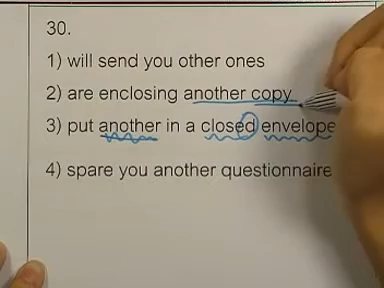 30.
1) will send you other ones
2) are enclosing another copy
3) put another in a closed envelope
4) spare you another questionnaire